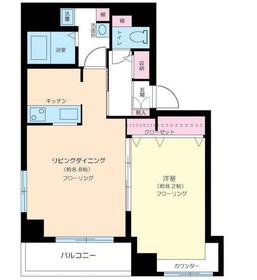 洗濯
棚
棚
浴室
洗面
トイレ
収納
玄関
キッチン
靴入
クローゼット
リビングダイニング
(約8.8帖)
フローリング
洋室
(約6.2帖)
フローリング
バルコニー
カウンター